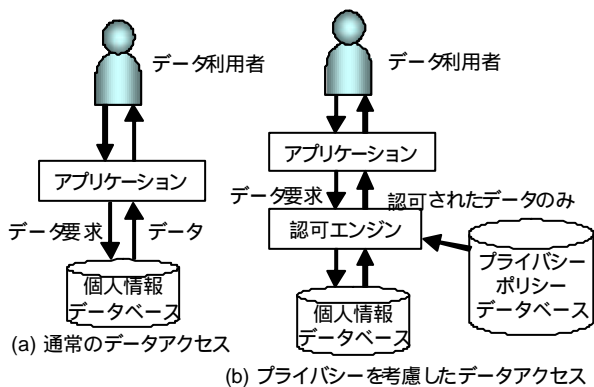 データ利用者
アプリケーション
データ要求
データ
個人情報
データベース
(a) 通常のデータアクセス
データ利用者
アプリケーション
データ要求
認可されたデータのみ
認可エンジン
プライバシー
ポリシー
データベース
個人情報
データベース
(b) プライバシーを考慮したデータアクセス